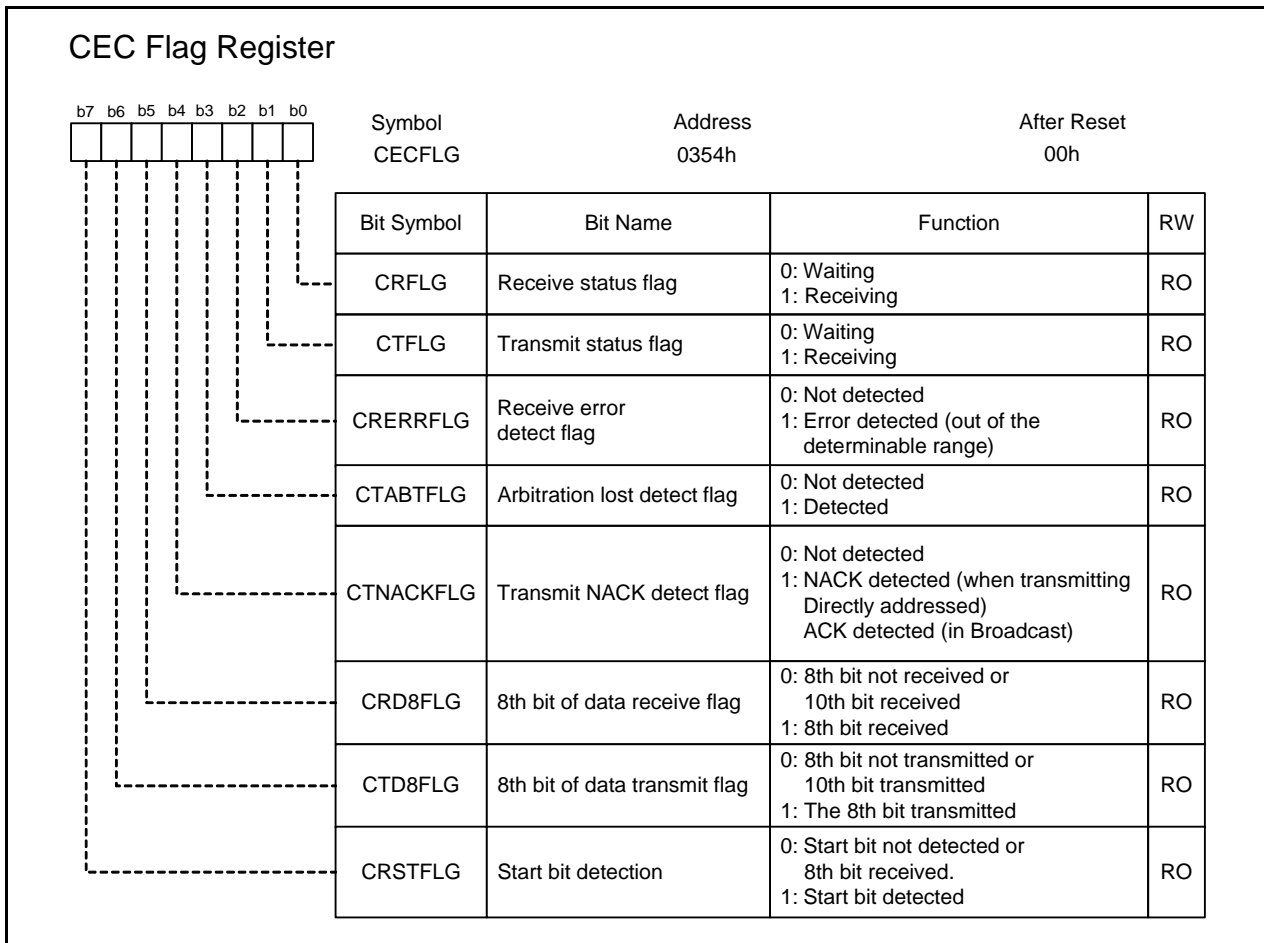 CEC Flag Register
b7 b6 b5 b4 b3 b2 b1 b0
Symbol Address After Reset
CECFLG 0354h 00h
Bit Symbol Bit Name Function RW
CRFLG Receive status flag 0: Waiting
1: Receiving RO
CTFLG Transmit status flag 0: Waiting
1: Receiving RO
CRERRFLG Receive error
detect flag 0: Not detected
1: Error detected (out of the
determinable range) RO
CTABTFLG Arbitration lost detect flag 0: Not detected
1: Detected RO
CTNACKFLG Transmit NACK detect flag 0: Not detected
1: NACK detected (when transmitting
Directly addressed)
ACK detected (in Broadcast) RO
CRD8FLG 8th bit of data receive flag 0: 8th bit not received or
10th bit received
1: 8th bit received RO
CTD8FLG 8th bit of data transmit flag 0: 8th bit not transmitted or
10th bit transmitted
1: The 8th bit transmitted RO
CRSTFLG Start bit detection 0: Start bit not detected or
8th bit received.
1: Start bit detected RO